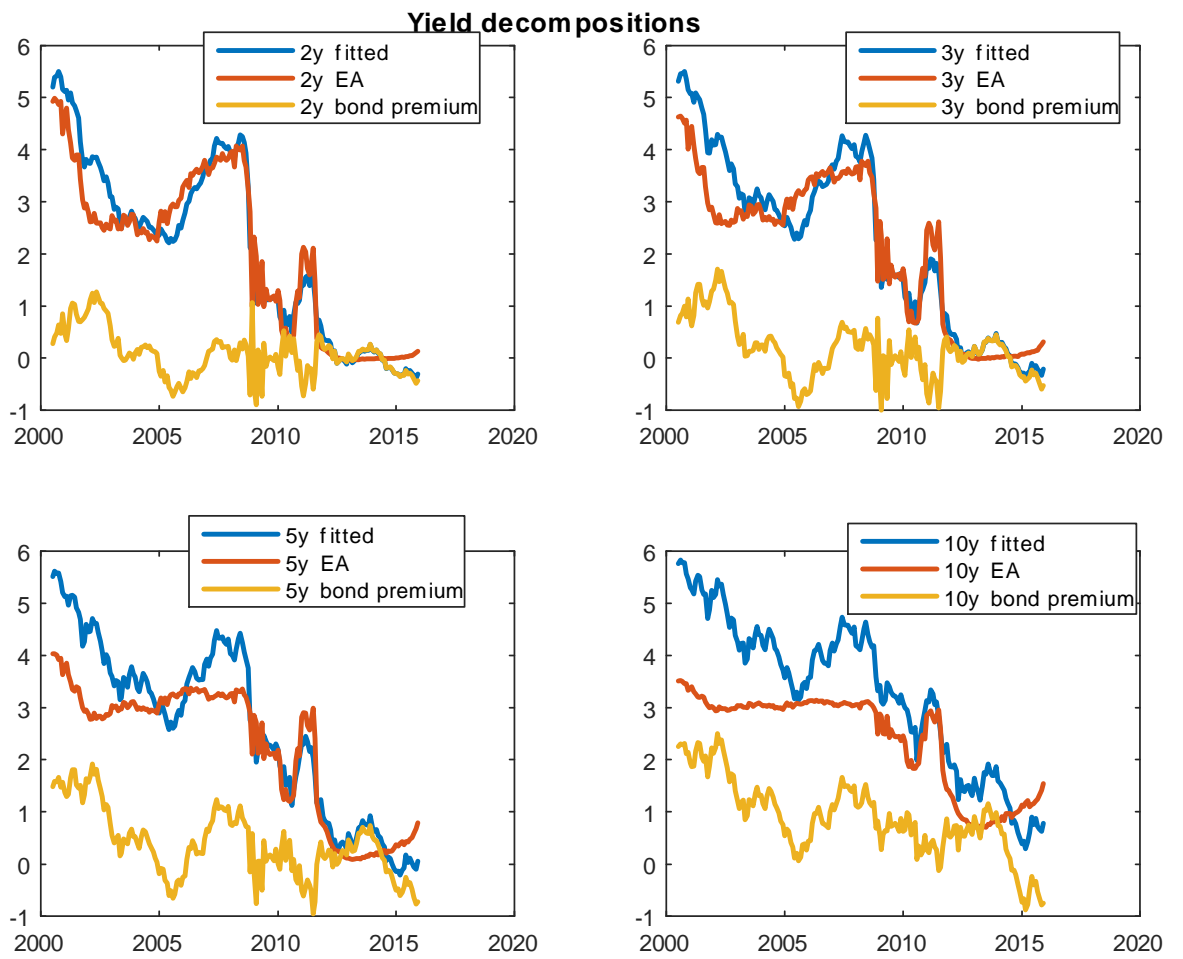 Yield decompositions
6
5
4
3
2
1
0
-1
2000 2005 2010 2015 2020
2y fitted
2y EA
2y bond premium
6
5
4
3
2
1
0
-1
2000 2005 2010 2015 2020
3y fitted
3y EA
3y bond premium
6
5
4
3
2
1
0
-1
2000 2005 2010 2015 2020
5y fitted
5y EA
5y bond premium
6
5
4
3
2
1
0
-1
2000 2005 2010 2015 2020
10y fitted
10y EA
10y bond premium